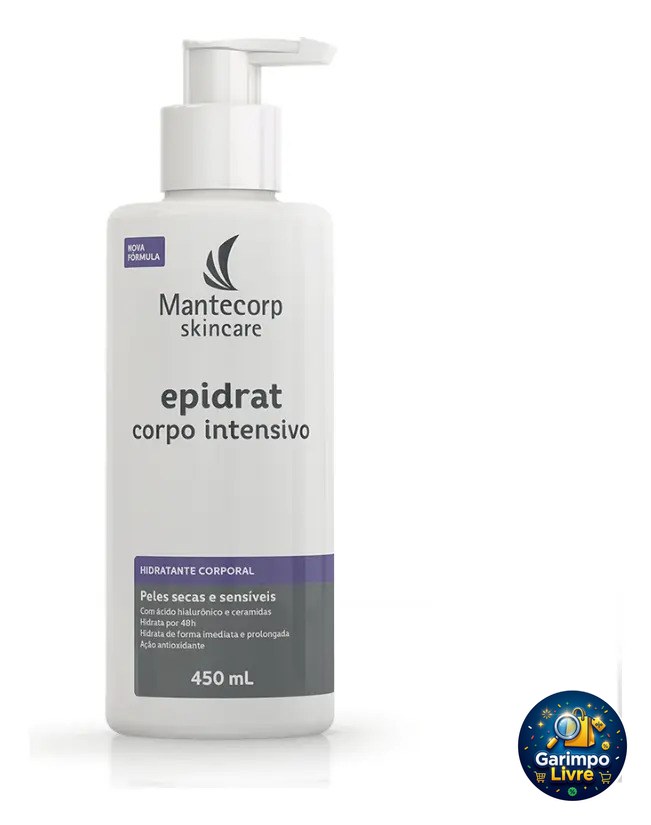 NOVA
FÓRMULA
Mantecorp
skincare
epidrat
corpo intensivo
HIDRATANTE CORPORAL
Peles secas e sensíveis
Com ácido hialurônico e ceramidas
Hidrata por 48h
Hidrata de forma imediata e prolongada
Ação antioxidante
450 mL
Garimpo
Livre